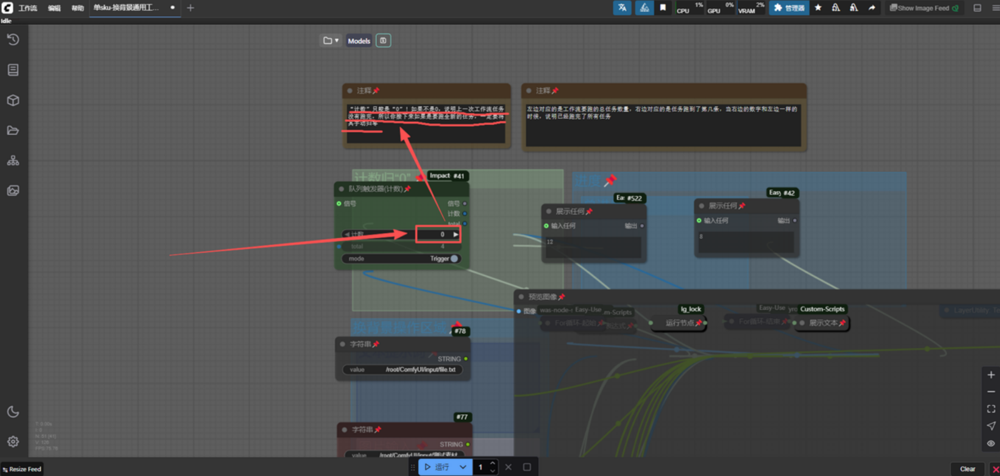 工作流
编辑
帮助
单sku-换背景通用工...
CPU 1%
GPU 0%
VRAM 2%
管理器
Show Image Feed
Idle
Models
注释
"计数"只能是"0"！如果不是0，说明上一次工作流任务
没有跑完，所以你接下来如果是要跑全新的任务，一定要将
其手动归零
注释
左边对应的是工作流要跑的总任务数量，右边对应的是任务跑到了第几条，当右边的数字和左边一样的
时候，说明已经跑完了所有任务
计数归"0"
Impact #41
队列触发器(计数)
信号
信号
计数
total
计数 0
total 4
mode Trigger
进度
#522
展示任何
输入任何
输出
12
Easy #42
展示任何
输入任何
输出
8
预览图像
图像
Easy-Use
m-Scripts
For循环-起始
表达式
lg_lock
运行节点
Easy-Use
For循环-结束
Custom-Scripts
展示文本
LayerUtility
换背景操作区域
#78
字符串
STRING
value /root/ComfyUI/input/file.txt
#77
字符串
STRING
value /root/ComfyUI/input/测试素材
运行
1
Resize Feed
Clear